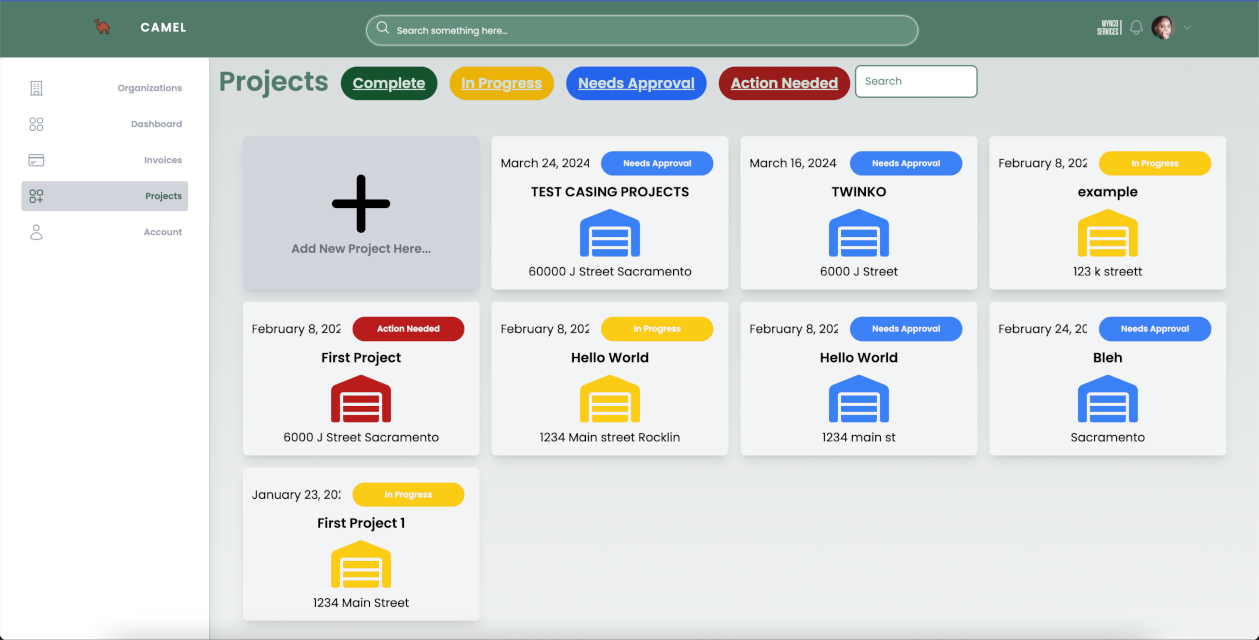 CAMEL
Search something here...
WYNCO
SERVICES
Organizations
Dashboard
Invoices
Projects
Account
Projects
Complete
In Progress
Needs Approval
Action Needed
Search
Add New Project Here...
March 24, 2024
Needs Approval
TEST CASING PROJECTS
60000 J Street Sacramento
March 16, 2024
Needs Approval
TWINKO
6000 J Street
February 8, 202
In Progress
example
123 k streett
February 8, 202
Action Needed
First Project
6000 J Street Sacramento
February 8, 202
In Progress
Hello World
1234 Main street Rocklin
February 8, 202
Needs Approval
Hello World
1234 main st
February 24, 20
Needs Approval
Bleh
Sacramento
January 23, 20
In Progress
First Project 1
1234 Main Street